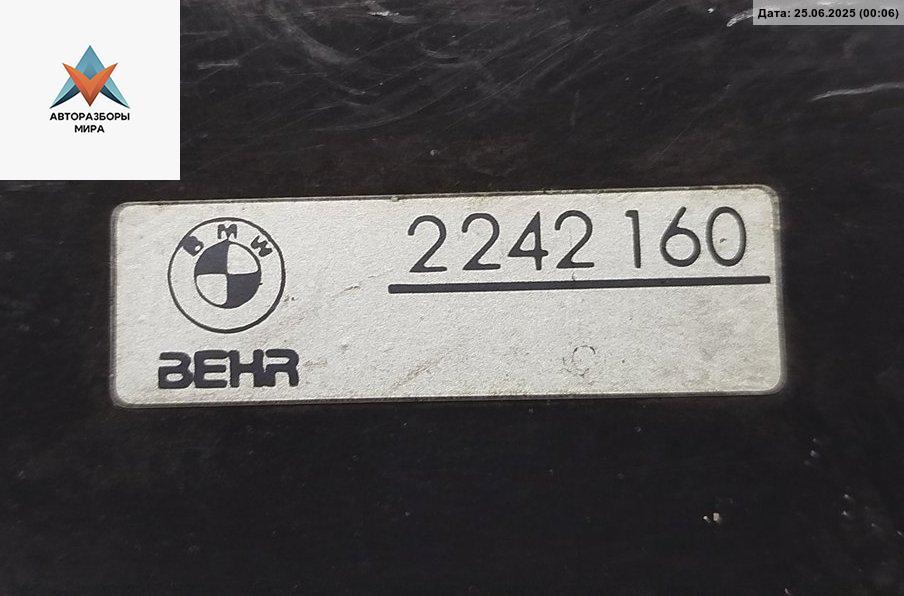 Дата: 25.06.2025 (00:06)
АВТОРАЗБОРЫ
МИРА
BMW
2242 160
BEHR